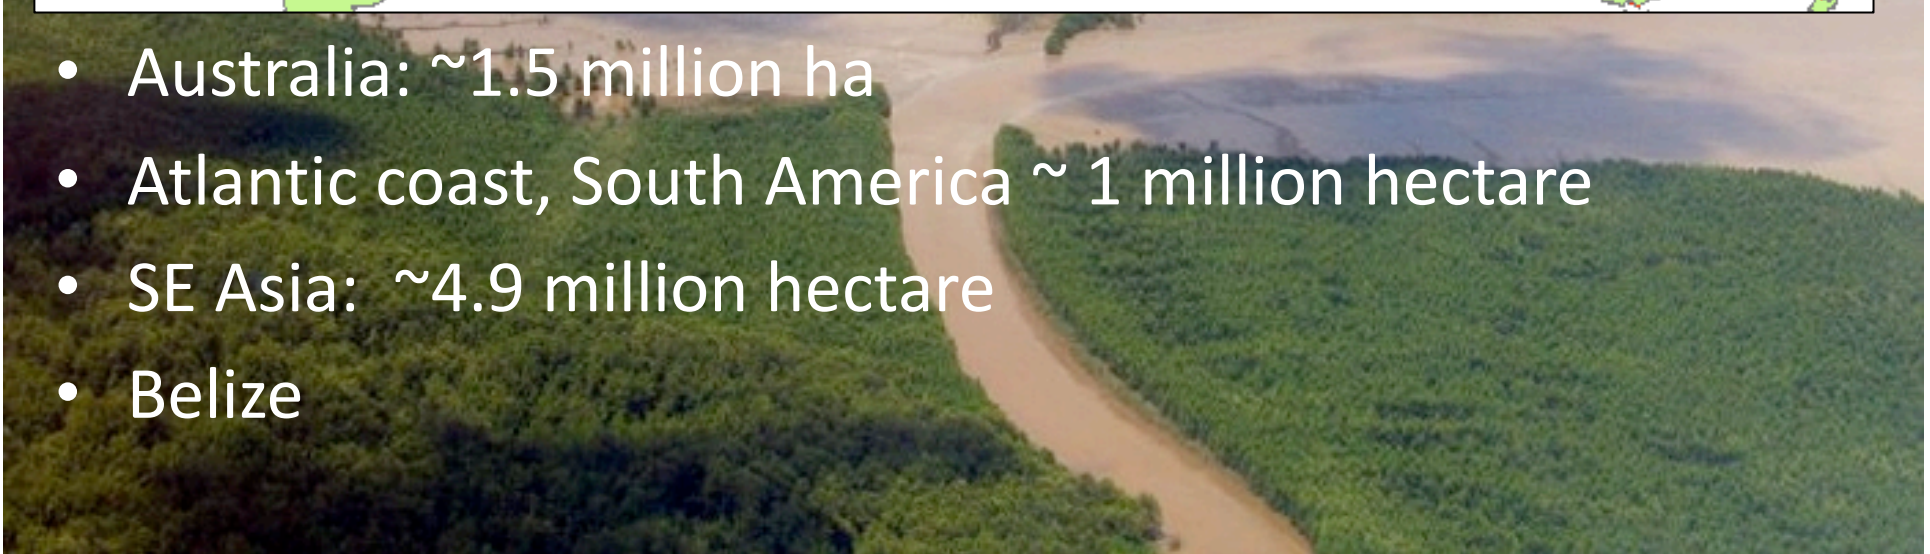 • Australia: ~1.5 million ha
• Atlantic coast, South America ~ 1 million hectare
• SE Asia:  ~4.9 million hectare
• Belize